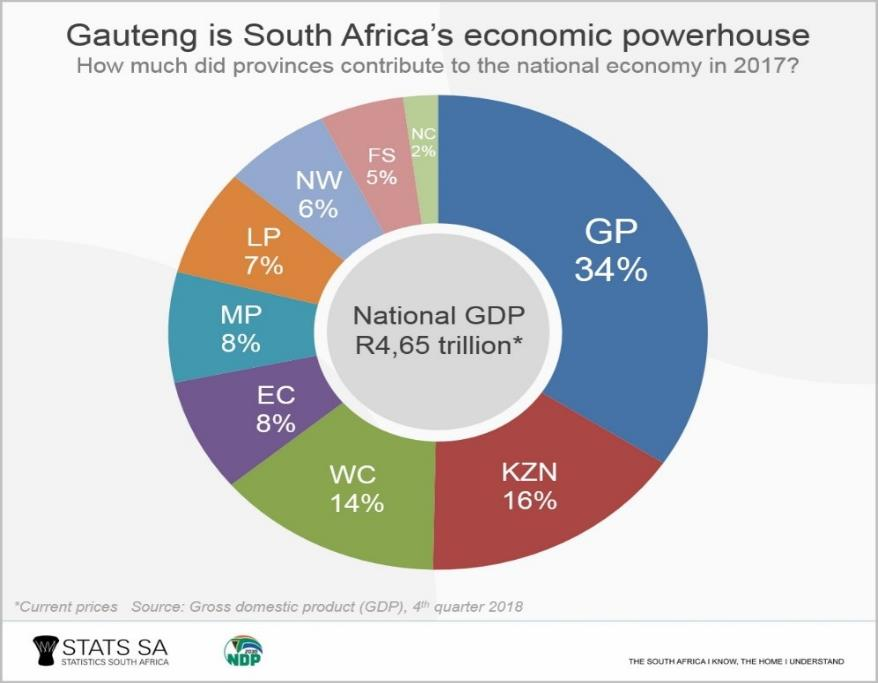 Gauteng is South Africa's economic powerhouse
How much did provinces contribute to the national economy in 2017?
NC
2%
FS
5%
NW
6%
GP
34%
LP
7%
National GDP
R4,65 trillion*
MP
8%
EC
8%
WC
14%
KZN
16%
*Current prices Source: Gross domestic product (GDP), 4th quarter 2018
STATS SA
STATISTICS SOUTH AFRICA
2030
NDP
THE SOUTH AFRICA I KNOW, THE HOME I UNDERSTAND